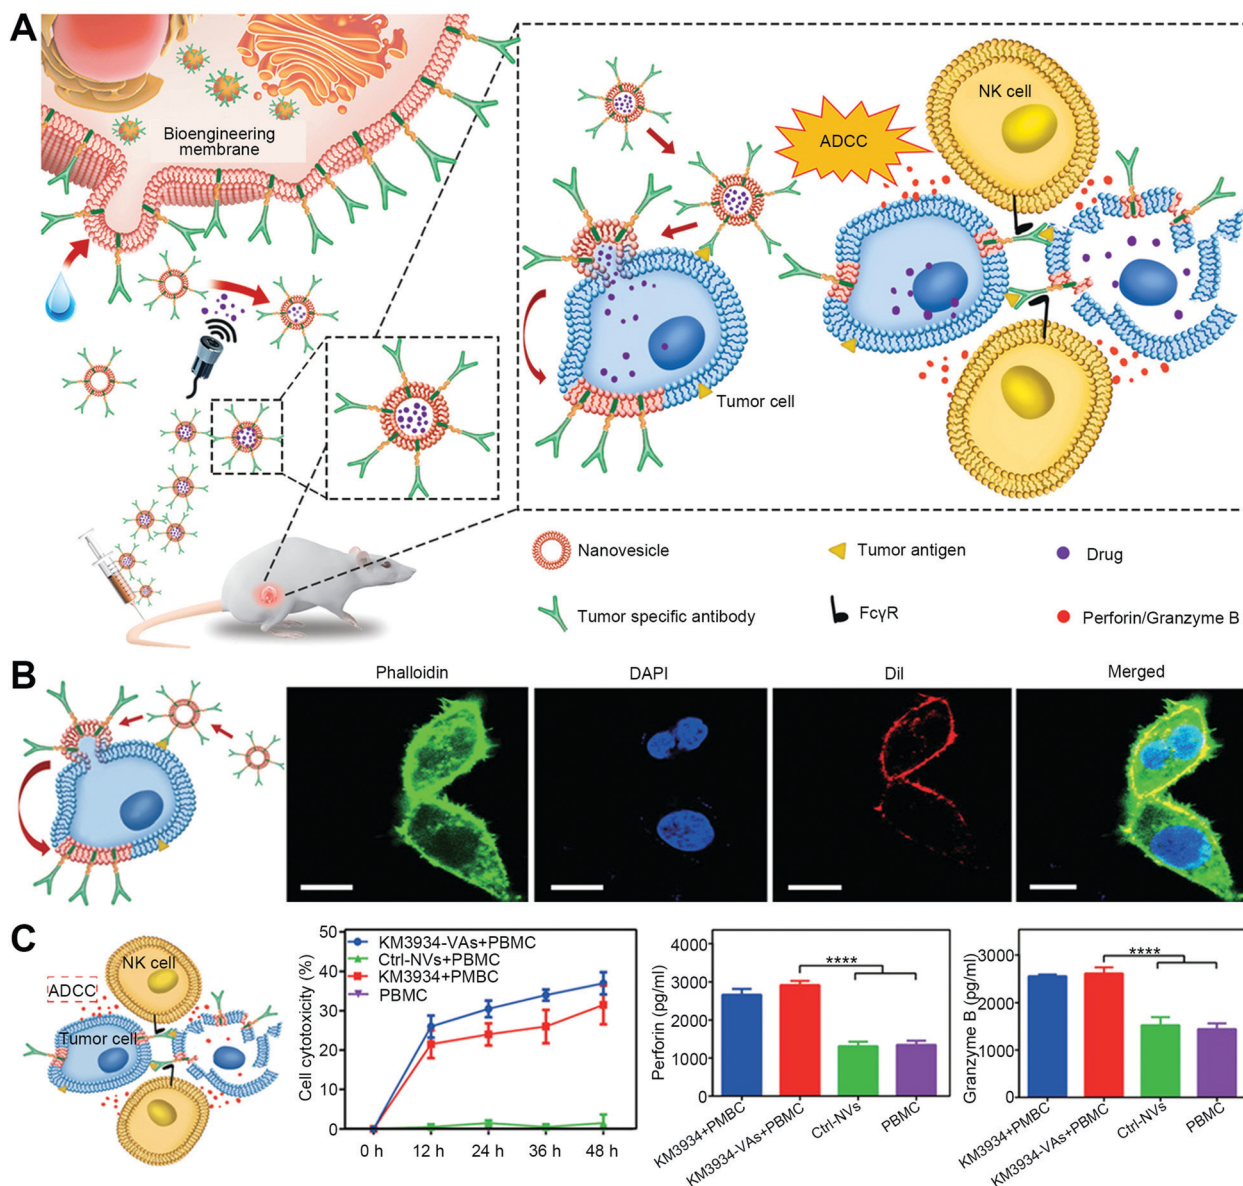 A
Bioengineering
membrane
ADCC
NK cell
Tumor cell
Nanovesicle
Tumor antigen
Drug
Tumor specific antibody
FcγR
Perforin/Granzyme B
B
Phalloidin
DAPI
Dil
Merged
C
NK cell
ADCC
Tumor cell
Cell cytotoxicity (%)
50
40
30
20
10
0
KM3934-VAs+PBMC
Ctrl-NVs+PBMC
KM3934+PMBC
PBMC
0 h
12 h
24 h
36 h
48 h
Perforin (pg/ml)
4000
3000
2000
1000
0
****
KM3934+PMBC
KM3934-VAs+PBMC
Ctrl-NVs
PBMC
Granzyme B (pg/ml)
3000
2000
1000
0
****
KM3934+PMBC
KM3934-VAs+PBMC
Ctrl-NVs
PBMC